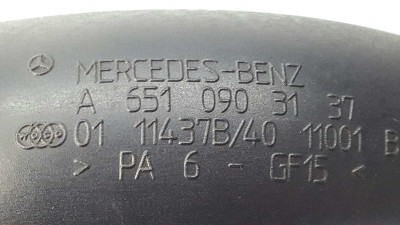 MERCEDES-BENZ
A 651 090 31 37
01 11437B/40 11001 B
> PA 6 - GF15 <